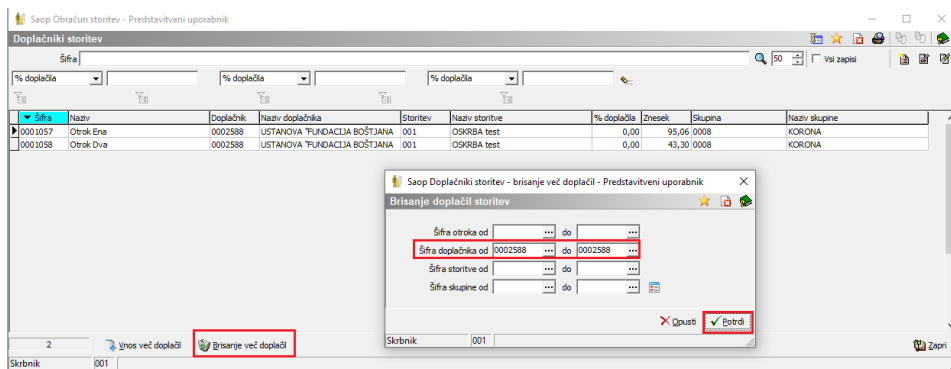 Saop Obračun storitev - Predstavitveni uporabnik
Doplačniki storitev
Šifra 50 Vsi zapisi
% doplačila % doplačila % doplačila
Šifra Naziv Doplačnik Naziv doplačnika Storitev Naziv storitve % doplačila Znesek Skupina Naziv skupine
0001057 Otrok Ena 0002588 USTANOVA "FUNDACIJA BOŠTJANA 001 OSKRBA test 0,00 95,06 0008 KORONA
0001058 Otrok Dva 0002588 USTANOVA "FUNDACIJA BOŠTJANA 001 OSKRBA test 0,00 43,30 0008 KORONA
Saop Doplačniki storitev - brisanje več doplačil - Predstavitveni uporabnik
Brisanje doplačil storitev
Šifra otroka od ... do ...
Šifra doplačnika od 0002588 ... do 0002588 ...
Šifra storitve od ... do ...
Šifra skupine od ... do ...
Opusti Potrdi
Skrbnik 001
2 Vnos več doplačil Brisanje več doplačil Zapri
Skrbnik 001